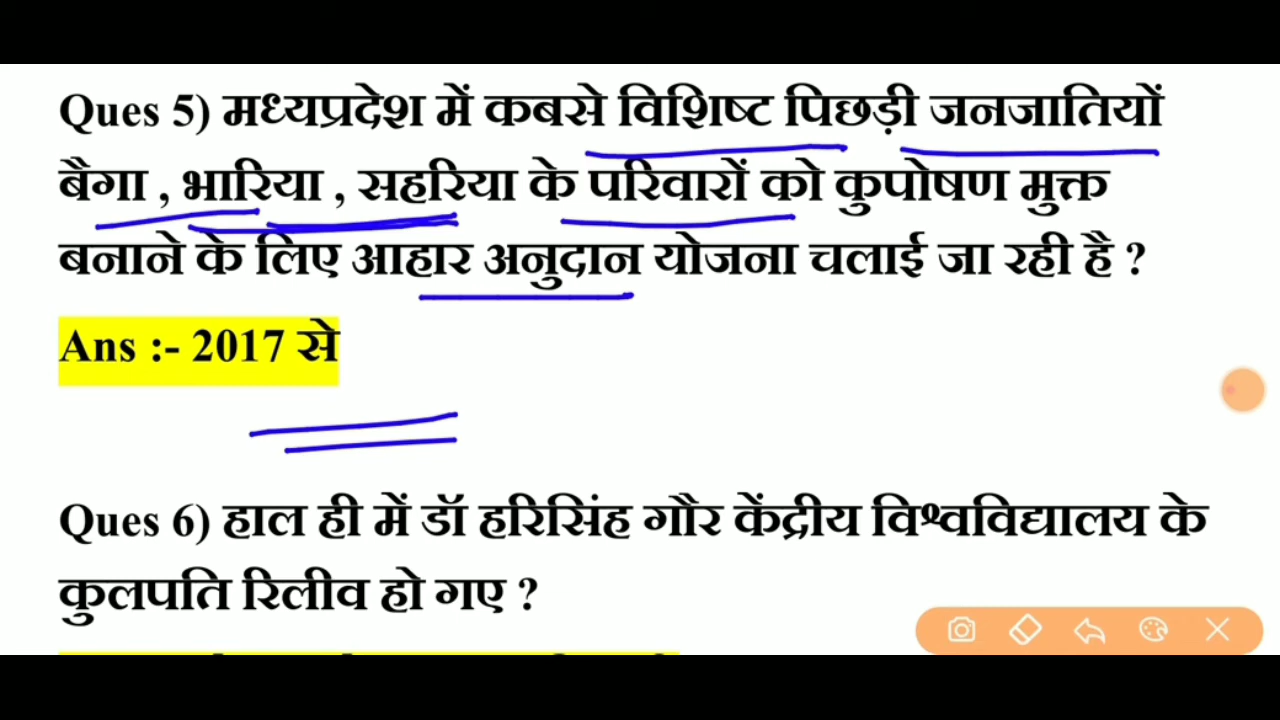 Ques 5) मध्यप्रदेश में कबसे विशिष्ट पिछड़ी जनजातियों
बैगा , भारिया , सहरिया के परिवारों को कुपोषण मुक्त
बनाने के लिए आहार अनुदान योजना चलाई जा रही है ?
Ans :- 2017 से
Ques 6) हाल ही में डॉ हरिसिंह गौर केंद्रीय विश्वविद्यालय के
कुलपति रिलीव हो गए ?